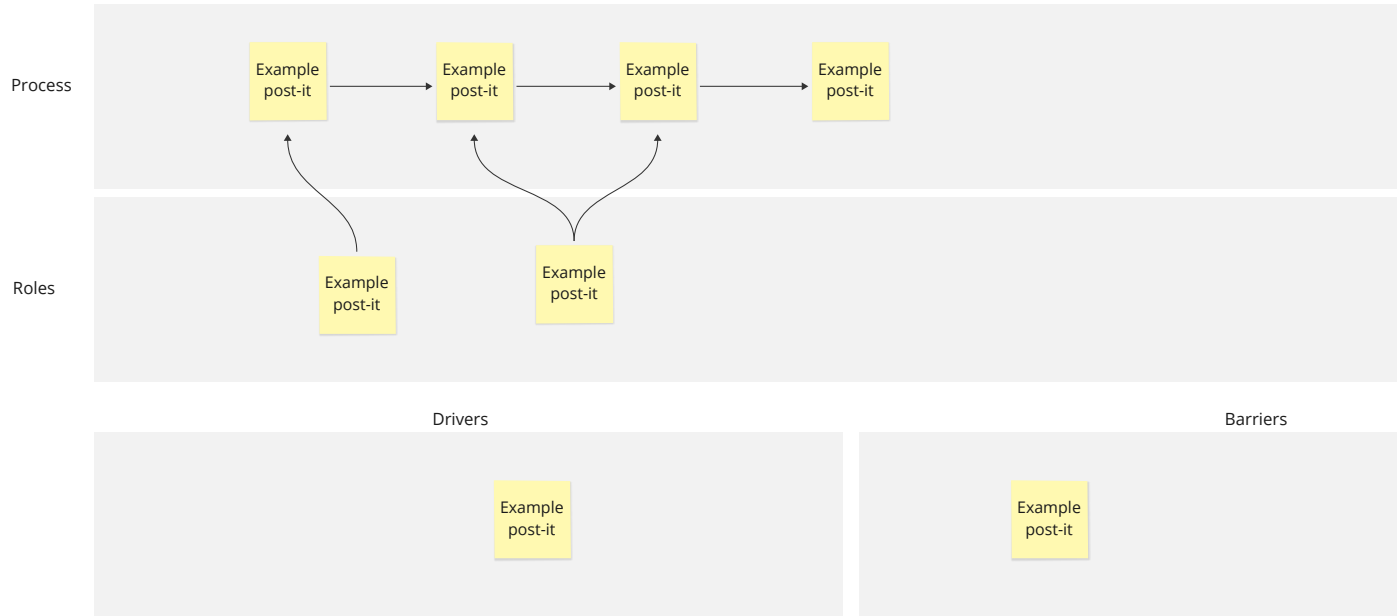 Process
Example
post-it
Example
post-it
Example
post-it
Example
post-it
Roles
Example
post-it
Example
post-it
Drivers
Barriers
Example
post-it
Example
post-it